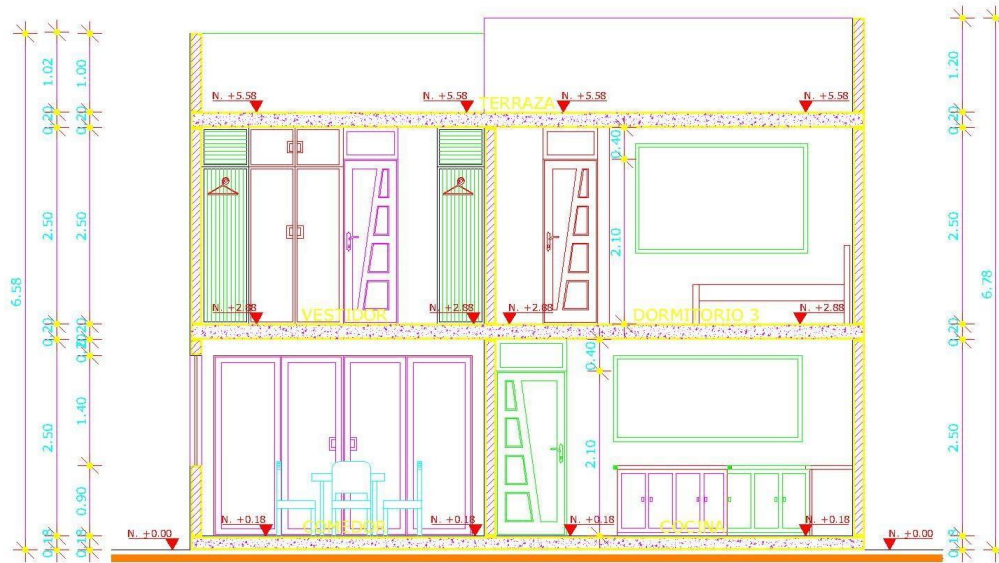 1.02
1.00
1.20
N. +5.58
N. +5.58
TERRAZA
N. +5.58
N. +5.58
0.20
0.20
0.20
0.40
2.50
2.50
2.10
2.50
6.58
6.78
N. +2.88
VESTIDOR
N. +2.88
N. +2.88
DORMITORIO 3
N. +2.88
0.20
0.20
0.20
0.20
0.40
1.40
2.50
2.10
2.50
0.90
N. +0.00
N. +0.18
COMEDOR
N. +0.18
N. +0.18
COCINA
N. +0.18
N. +0.00
0.18
0.18
0.18